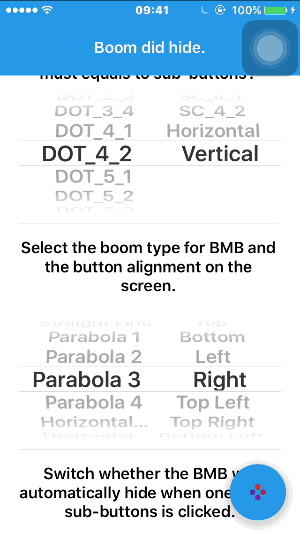 09:41
100%
Boom did hide.
must equals to sub-buttons?
DOT_3_3 SC_4_1
DOT_3_4 SC_4_2
DOT_4_1 Horizontal
DOT_4_2 Vertical
DOT_5_1
DOT_5_2
Select the boom type for BMB and
the button alignment on the
screen.
Straight Line Top
Parabola 1 Bottom
Parabola 2 Left
Parabola 3 Right
Parabola 4 Top Left
Horizontal... Top Right
Horizontal Bottom Left
Switch whether the BMB
automatically hide when one
sub-buttons is clicked.